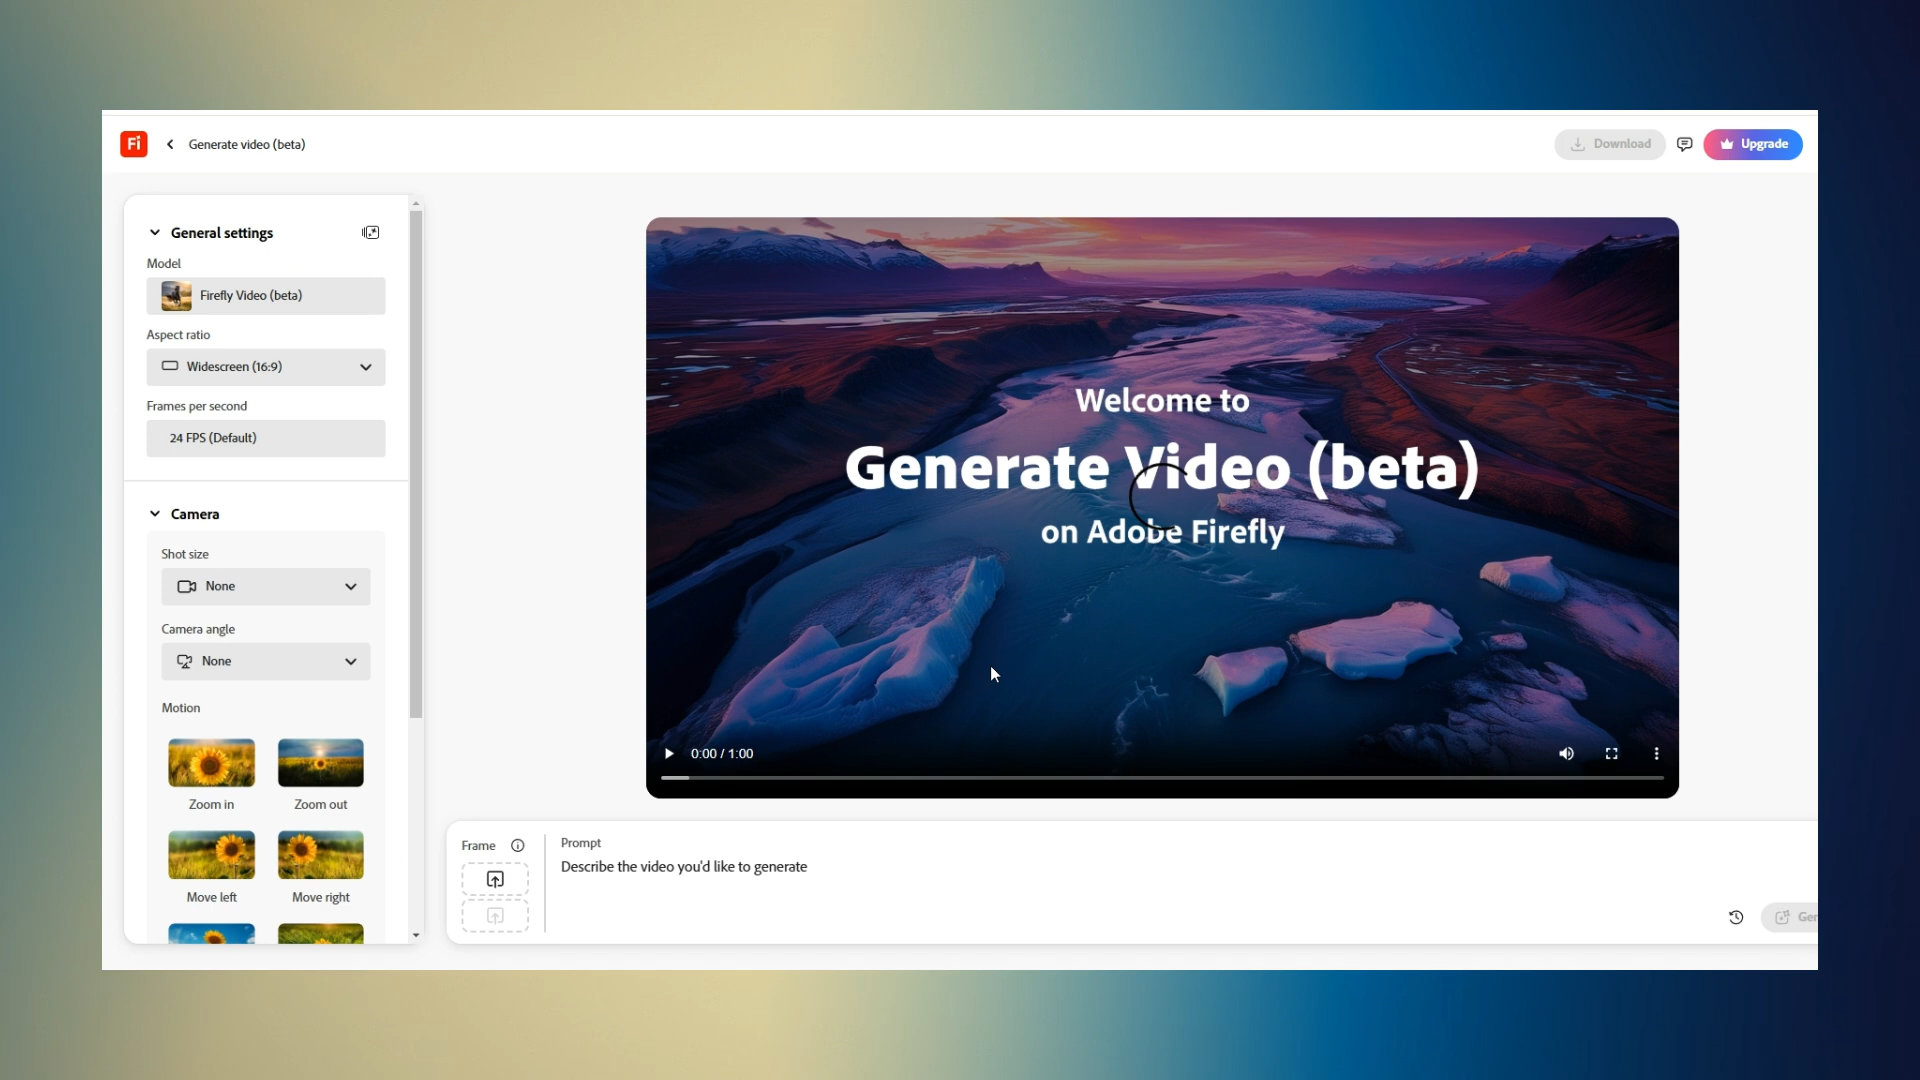 Fi
Generate video (beta)
Download
Upgrade
General settings
Model
Firefly Video (beta)
Aspect ratio
Widescreen (16:9)
Frames per second
24 FPS (Default)
Camera
Shot size
None
Camera angle
None
Motion
Zoom in
Zoom out
Move left
Move right
Welcome to
Generate Video (beta)
on Adobe Firefly
0:00 / 1:00
Frame
Prompt
Describe the video you'd like to generate